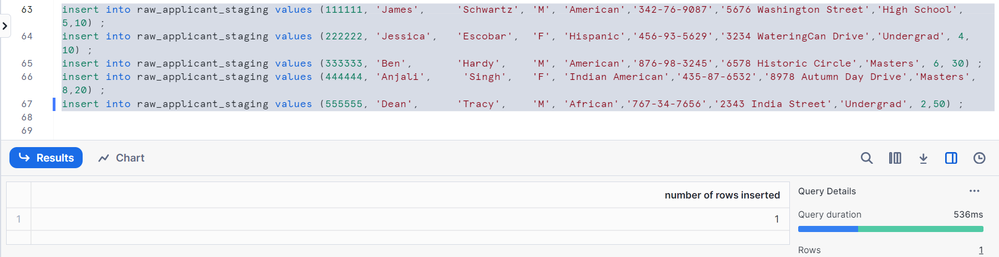 63 insert into raw_applicant_staging values (111111, 'James', 'Schwartz', 'M', 'American','342-76-9087','5676 Washington Street','High School',
5,10) ;
64 insert into raw_applicant_staging values (222222, 'Jessica', 'Escobar', 'F', 'Hispanic','456-93-5629','3234 WateringCan Drive','Undergrad', 4,
10) ;
65 insert into raw_applicant_staging values (333333, 'Ben', 'Hardy', 'M', 'American','876-98-3245','6578 Historic Circle','Masters', 6, 30) ;
66 insert into raw_applicant_staging values (444444, 'Anjali', 'Singh', 'F', 'Indian American','435-87-6532','8978 Autumn Day Drive','Masters',
8,20) ;
67 insert into raw_applicant_staging values (555555, 'Dean', 'Tracy', 'M', 'African','767-34-7656','2343 India Street','Undergrad', 2,50) ;
68
69
Results Chart
number of rows inserted
1 1
Query Details ...
Query duration 536ms
Rows 1